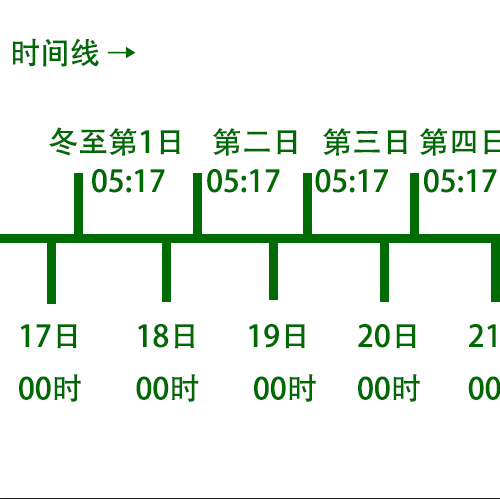 时间线 →
冬至第1日 第二日 第三日 第四日
05:17 05:17 05:17 05:17
17日 18日 19日 20日 21
00时 00时 00时 00时 00